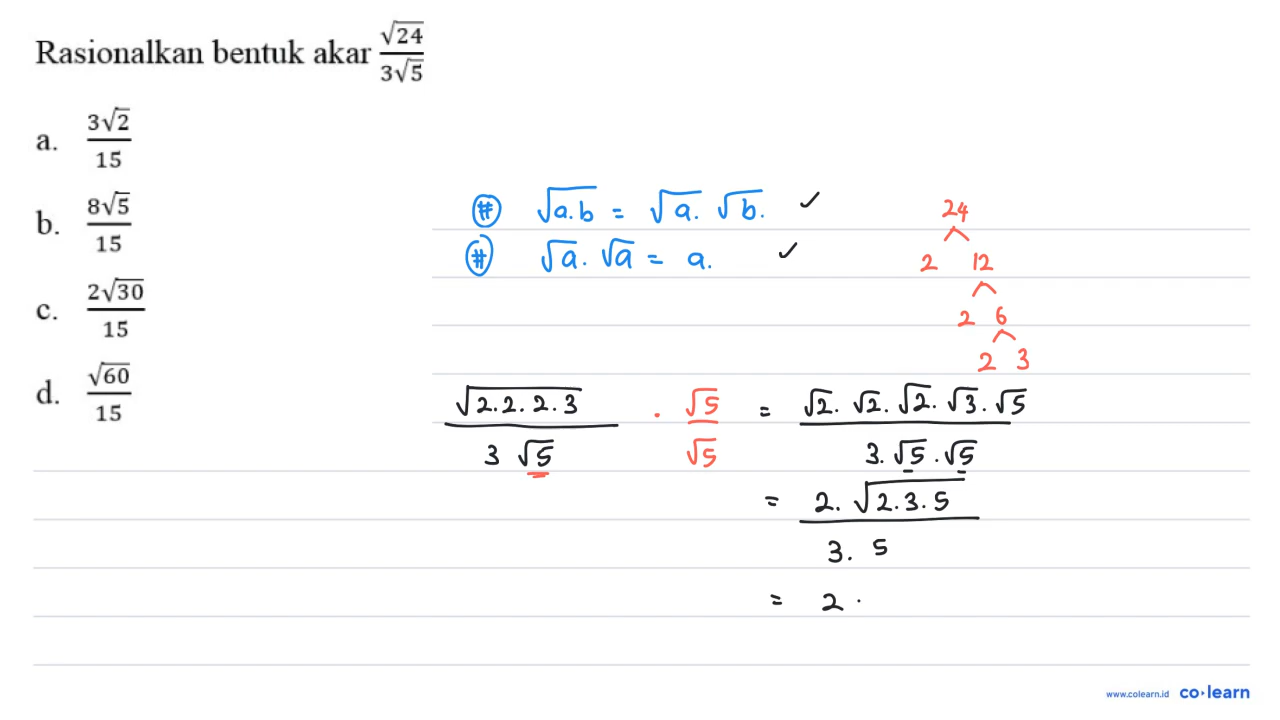 Rasionalkan bentuk akar √24/3√5
a. 3√2/15
b. 8√5/15
c. 2√30/15
d. √60/15
# √a.b = √a. √b. ✓
# √a. √a = a. ✓
24
2 12
2 6
2 3
√2.2.2.3/3√5 . √5/√5 = √2. √2. √2. √3. √5/3. √5 . √5
= 2. √2.3.5/3. 5
= 2 .
www.colearn.id co·learn